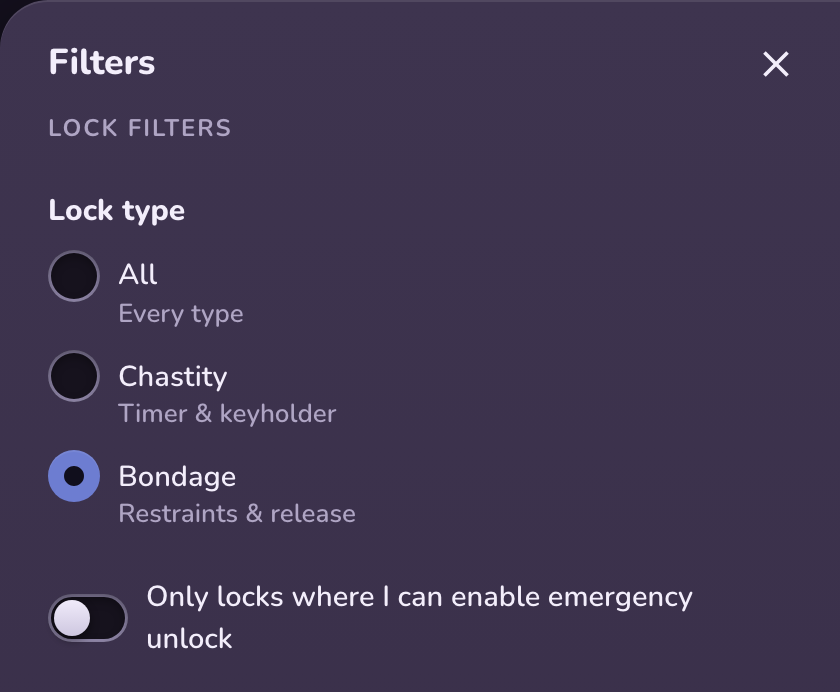 Filters
LOCK FILTERS
Lock type
All
Every type
Chastity
Timer & keyholder
Bondage
Restraints & release
Only locks where I can enable emergency
unlock